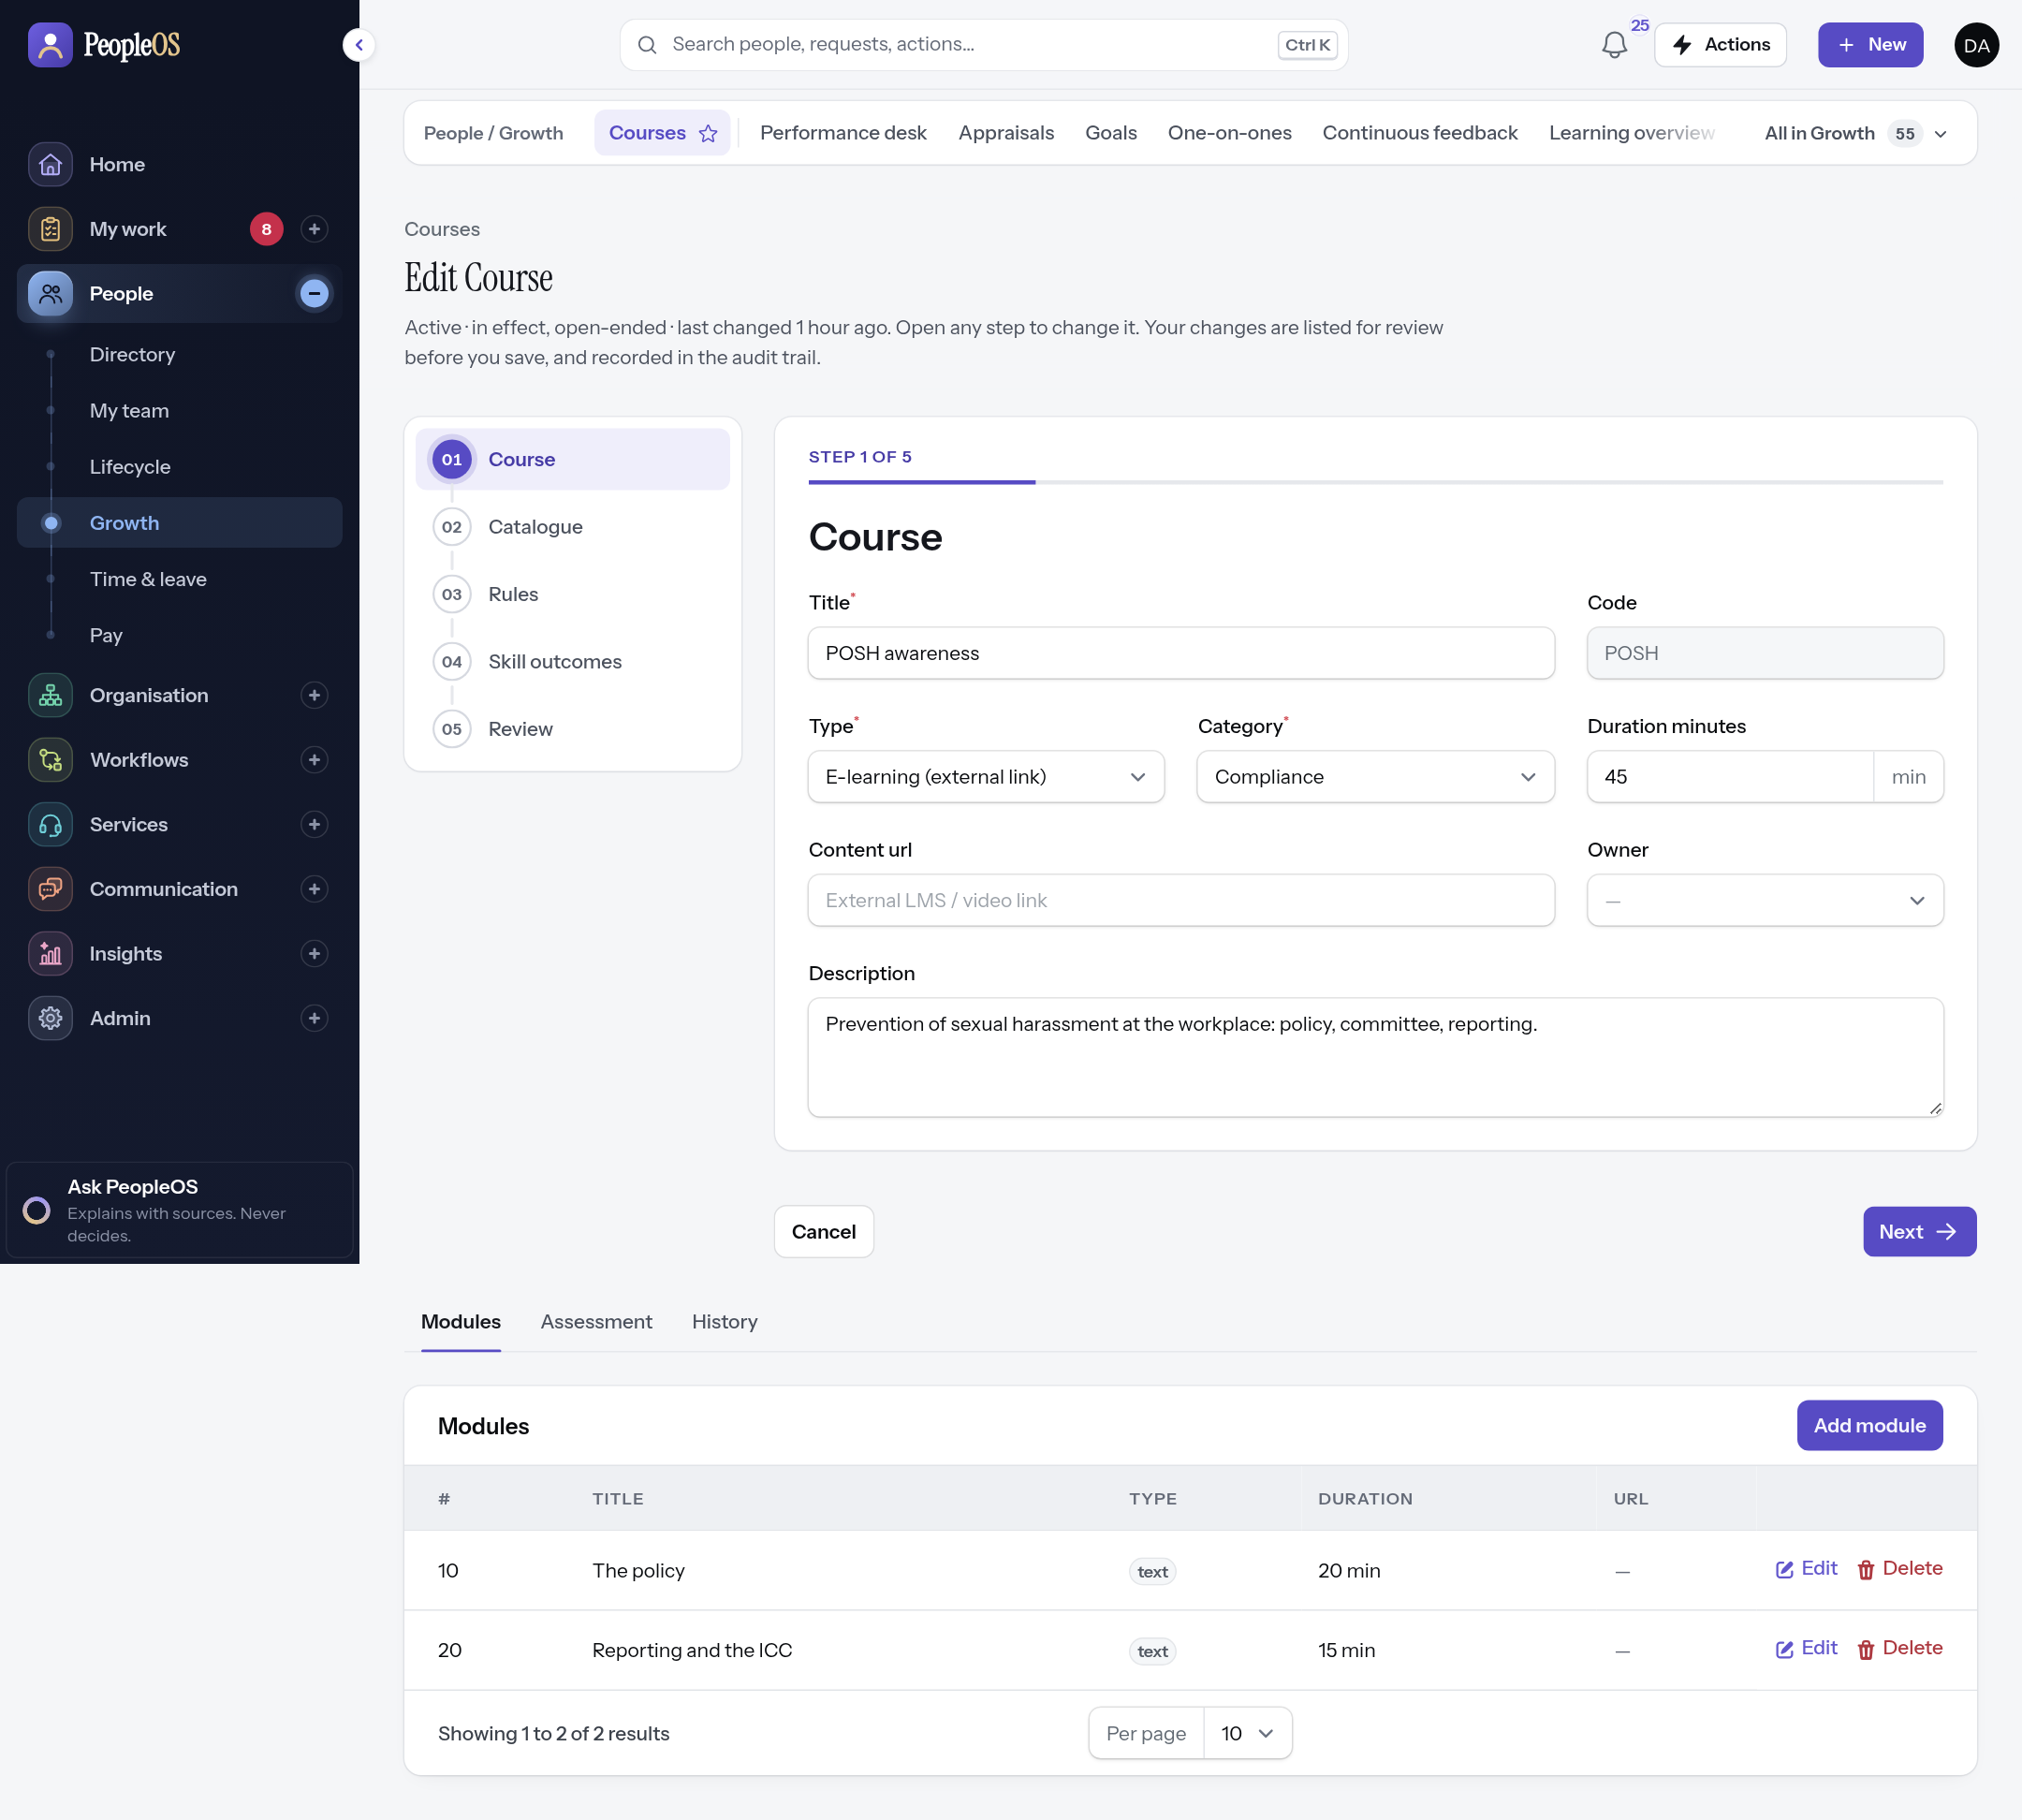 PeopleOS
Search people, requests, actions...
Ctrl K
25
Actions
New
DA
Home
My work
8
People
Directory
My team
Lifecycle
Growth
Time & leave
Pay
Organisation
Workflows
Services
Communication
Insights
Admin
Ask PeopleOS
Explains with sources. Never
decides.
People / Growth
Courses
Performance desk
Appraisals
Goals
One-on-ones
Continuous feedback
Learning overview
All in Growth
55
Courses
Edit Course
Active · in effect, open-ended · last changed 1 hour ago. Open any step to change it. Your changes are listed for review
before you save, and recorded in the audit trail.
01 Course
02 Catalogue
03 Rules
04 Skill outcomes
05 Review
STEP 1 OF 5
Course
Title*
Code
POSH awareness
POSH
Type*
Category*
Duration minutes
E-learning (external link)
Compliance
45
min
Content url
Owner
External LMS / video link
—
Description
Prevention of sexual harassment at the workplace: policy, committee, reporting.
Cancel
Next
Modules
Assessment
History
Modules
Add module
# TITLE TYPE DURATION URL
10 The policy text 20 min — Edit Delete
20 Reporting and the ICC text 15 min — Edit Delete
Showing 1 to 2 of 2 results
Per page
10